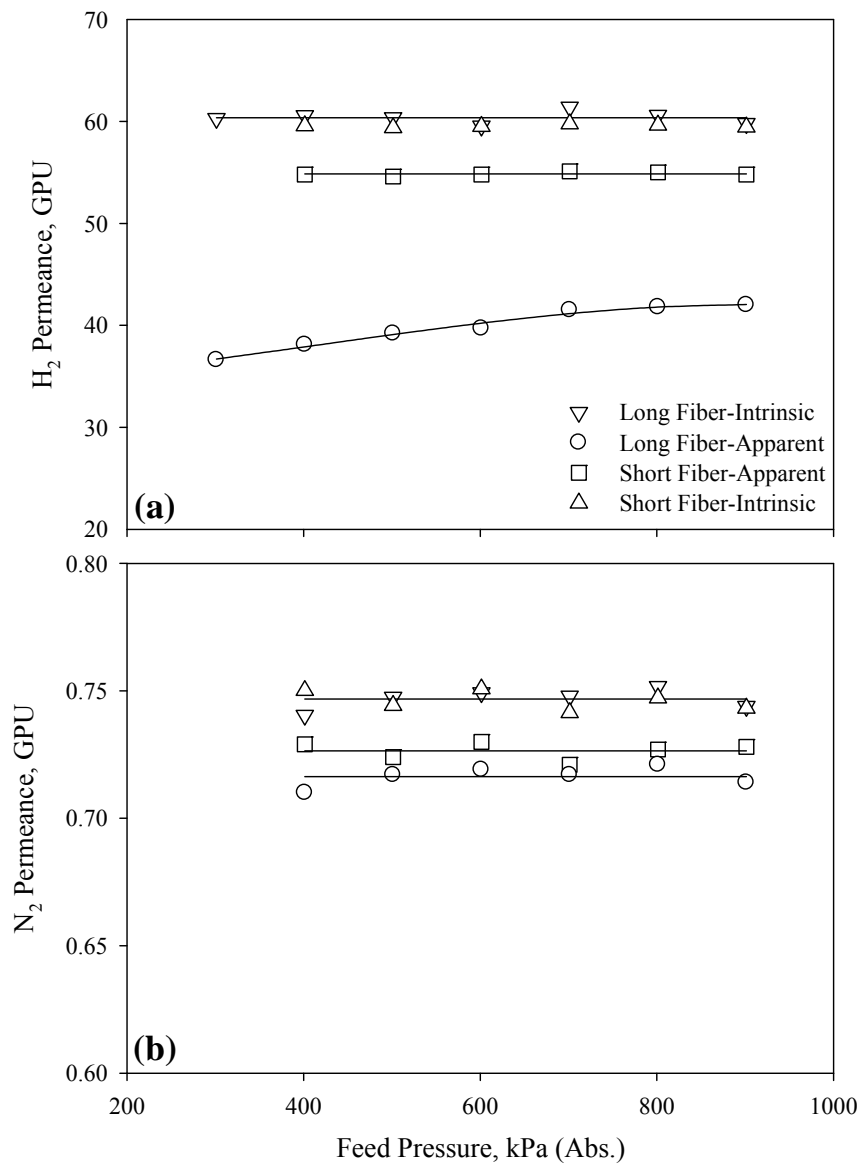 70
60
50
40
30
20
H2 Permeance, GPU
Long Fiber-Intrinsic
Long Fiber-Apparent
Short Fiber-Apparent
Short Fiber-Intrinsic
(a)
0.80
0.75
0.70
0.65
0.60
N2 Permeance, GPU
(b)
200 400 600 800 1000
Feed Pressure, kPa (Abs.)